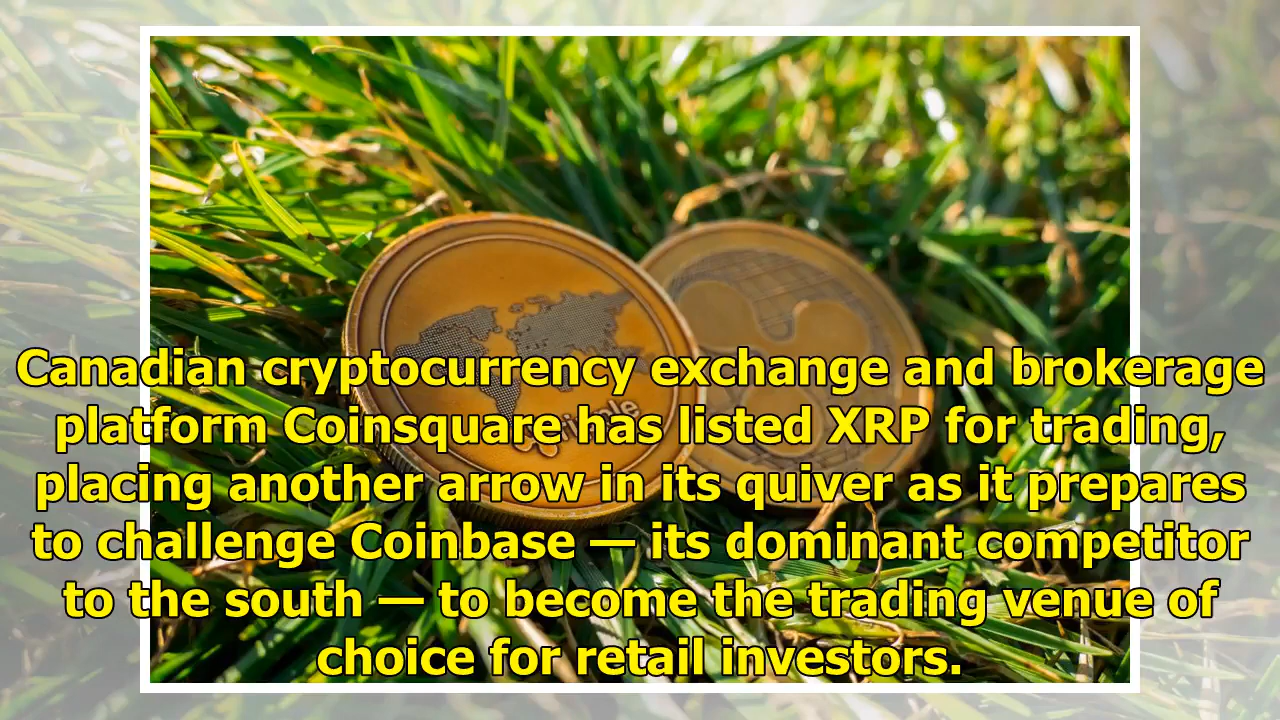 Canadian cryptocurrency exchange and brokerage
platform Coinsquare has listed XRP for trading,
placing another arrow in its quiver as it prepares
to challenge Coinbase — its dominant competitor
to the south — to become the trading venue of
choice for retail investors.